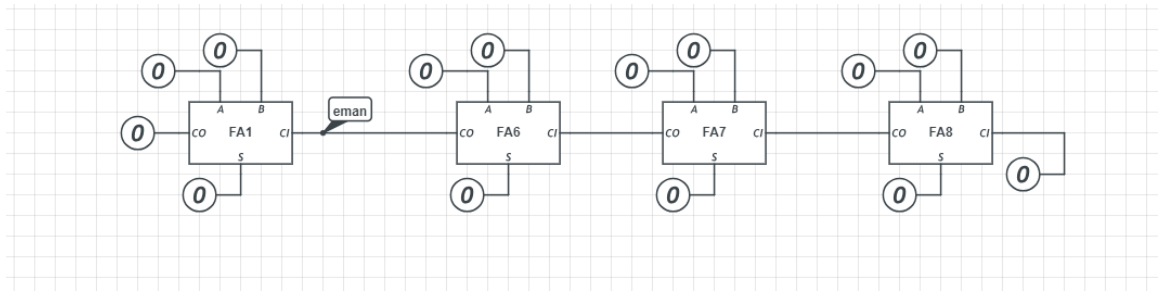 0 0 0 0
0 0 0 0
A B A B A B A B
eman
0 CO FA1 CI CO FA6 CI CO FA7 CI CO FA8 CI
S S S S
0
0 0 0 0